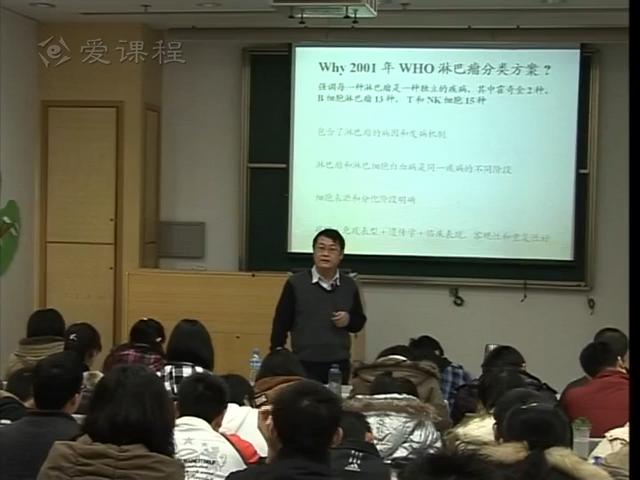 爱课程
Why 2001 年 WHO 淋巴瘤分类方案？
强调每一种淋巴瘤是一种独立的疾病，其中霍奇金2种，
B细胞淋巴瘤13种， T和NK细胞15种
包含了淋巴瘤的病因和发病机制
淋巴瘤和淋巴细胞白血病是同一疾病的不同阶段
细胞来源和分化阶段明确
免疫表型＋遗传学＋临床表现，客观性和重复性好